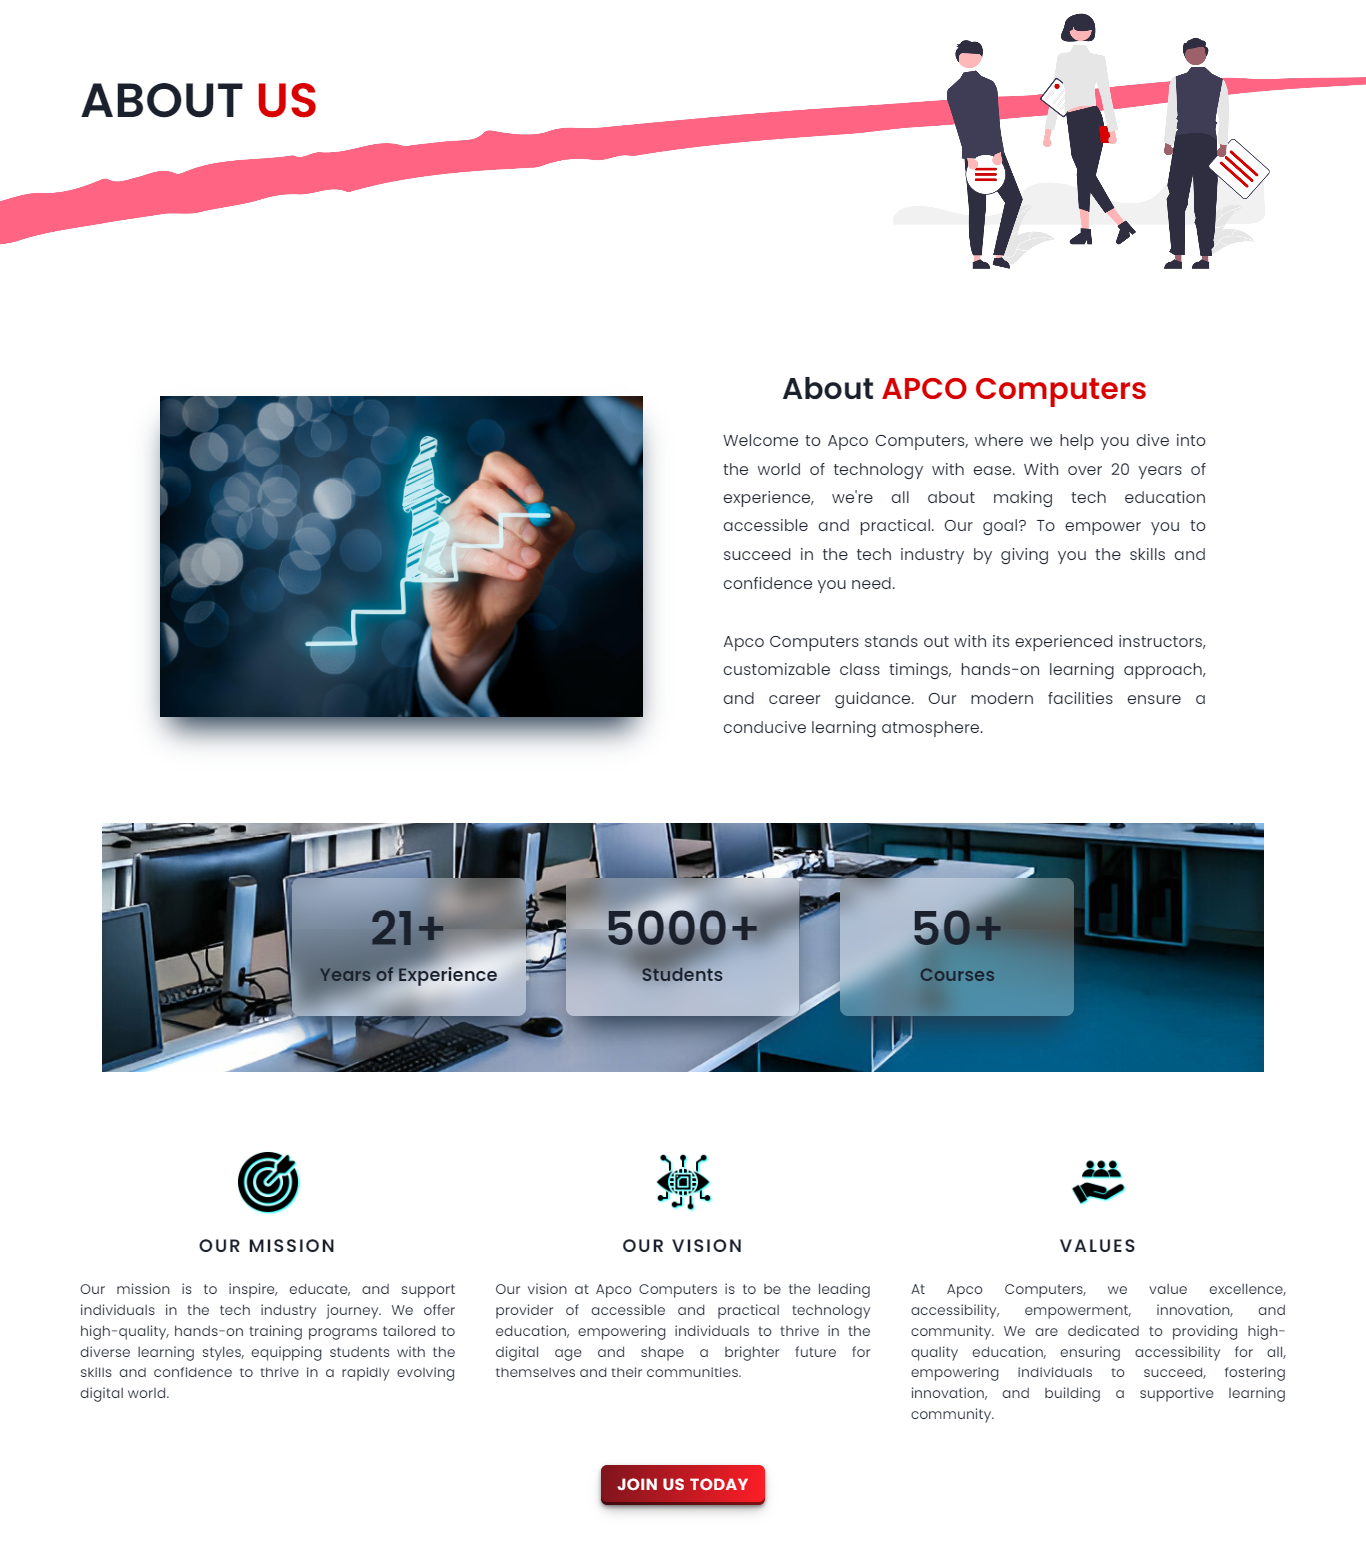 ABOUT US
About APCO Computers
Welcome to Apco Computers, where we help you dive into
the world of technology with ease. With over 20 years of
experience, we're all about making tech education
accessible and practical. Our goal? To empower you to
succeed in the tech industry by giving you the skills and
confidence you need.
Apco Computers stands out with its experienced instructors,
customizable class timings, hands-on learning approach,
and career guidance. Our modern facilities ensure a
conducive learning atmosphere.
21+
Years of Experience
5000+
Students
50+
Courses
OUR MISSION
Our mission is to inspire, educate, and support
individuals in the tech industry journey. We offer
high-quality, hands-on training programs tailored to
diverse learning styles, equipping students with the
skills and confidence to thrive in a rapidly evolving
digital world.
OUR VISION
Our vision at Apco Computers is to be the leading
provider of accessible and practical technology
education, empowering individuals to thrive in the
digital age and shape a brighter future for
themselves and their communities.
VALUES
At Apco Computers, we value excellence,
accessibility, empowerment, innovation, and
community. We are dedicated to providing high-
quality education, ensuring accessibility for all,
empowering individuals to succeed, fostering
innovation, and building a supportive learning
community.
JOIN US TODAY